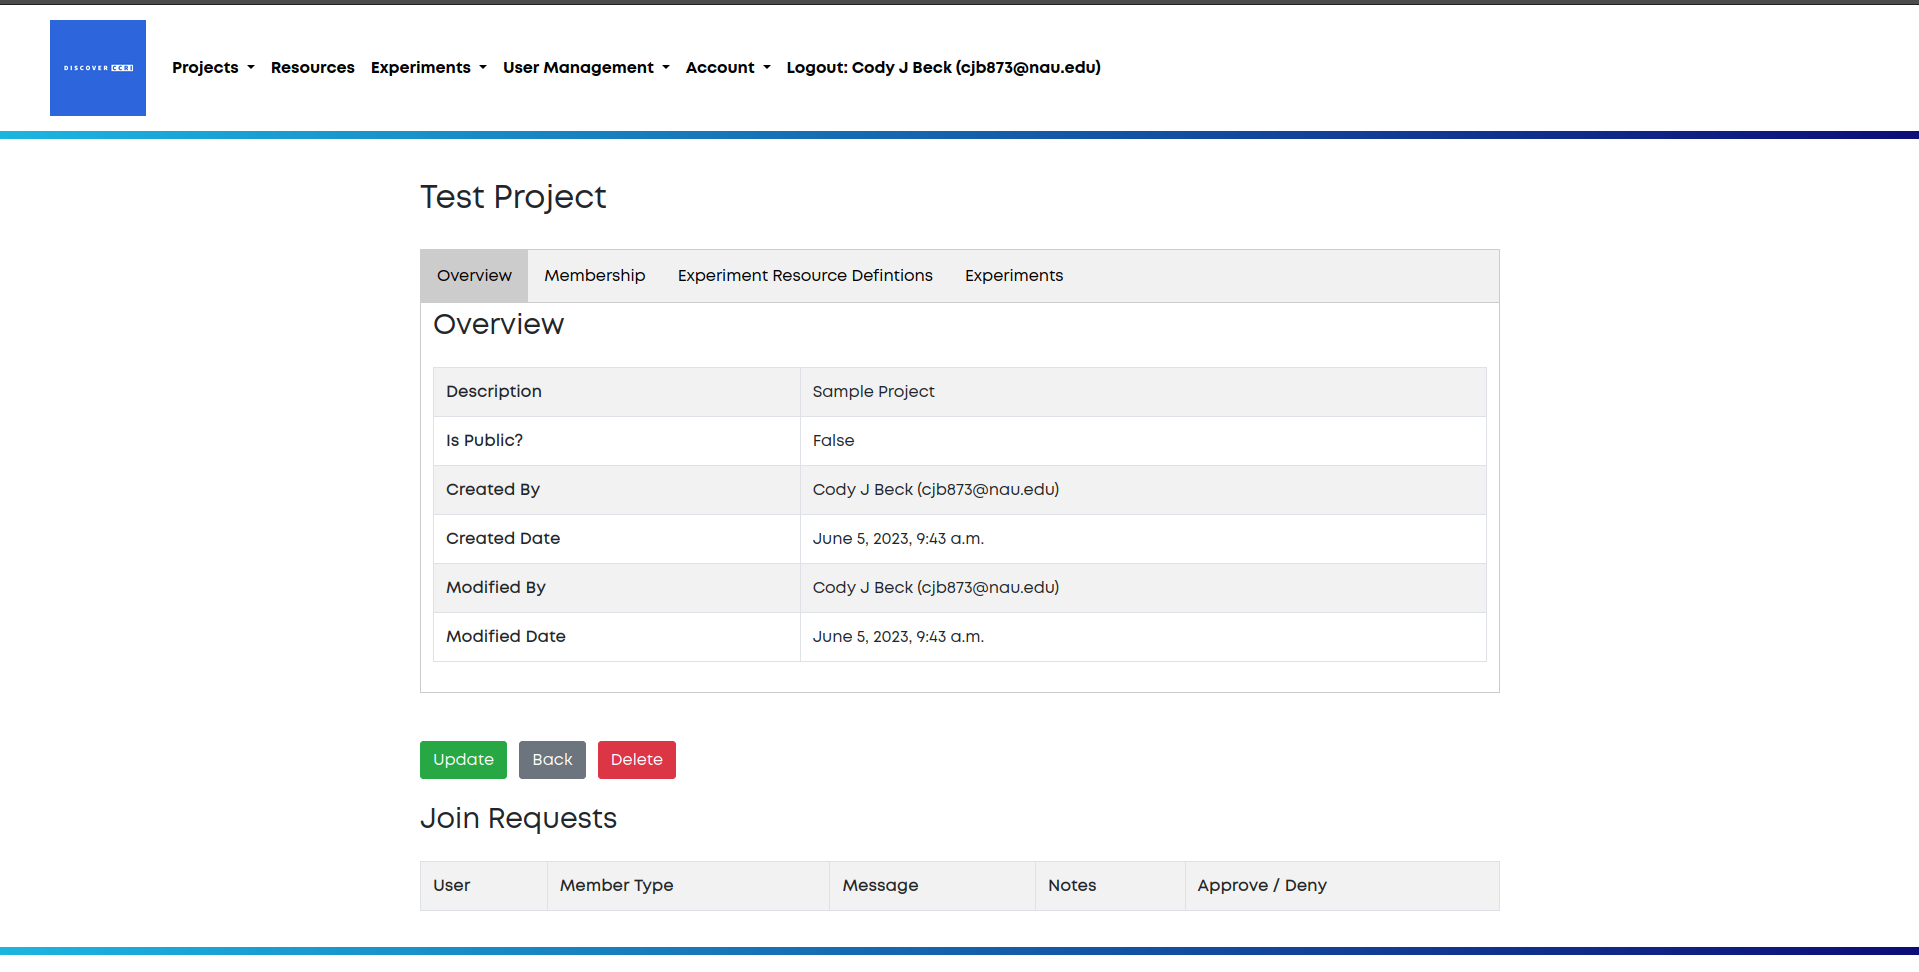 DISCOVER CCRI
Projects Resources Experiments User Management Account Logout: Cody J Beck (cjb873@nau.edu)
Test Project
Overview Membership Experiment Resource Defintions Experiments
Overview
Description Sample Project
Is Public? False
Created By Cody J Beck (cjb873@nau.edu)
Created Date June 5, 2023, 9:43 a.m.
Modified By Cody J Beck (cjb873@nau.edu)
Modified Date June 5, 2023, 9:43 a.m.
Update Back Delete
Join Requests
User Member Type Message Notes Approve / Deny